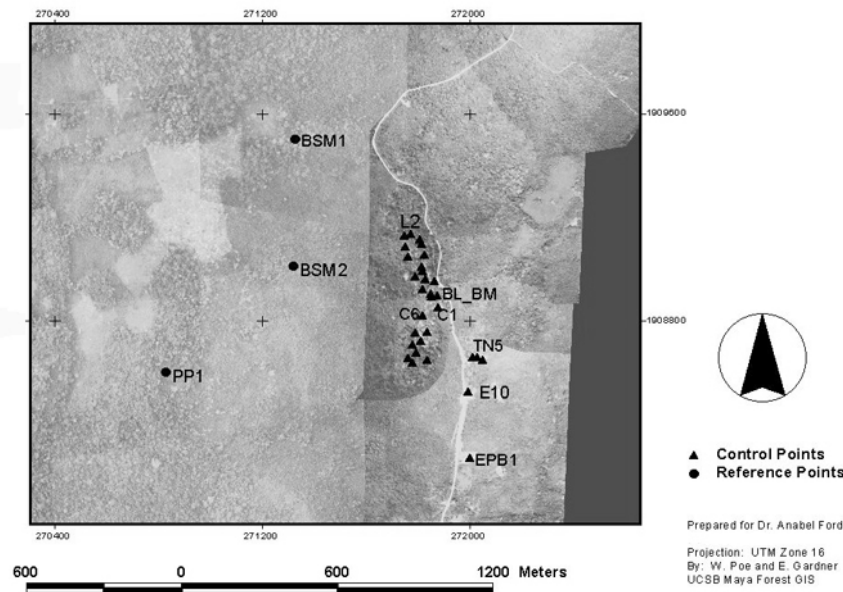 270400 271200 272000
1909600
BSM1
L2
BSM2
BL_BM
C6 C1
1908800
TN5
PP1
E10
EPB1
Control Points
Reference Points
270400 271200 272000
Prepared for Dr. Anabel Ford
Projection: UTM Zone 16
By: W. Poe and E. Gardner
UCSB Maya Forest GIS
600 0 600 1200 Meters